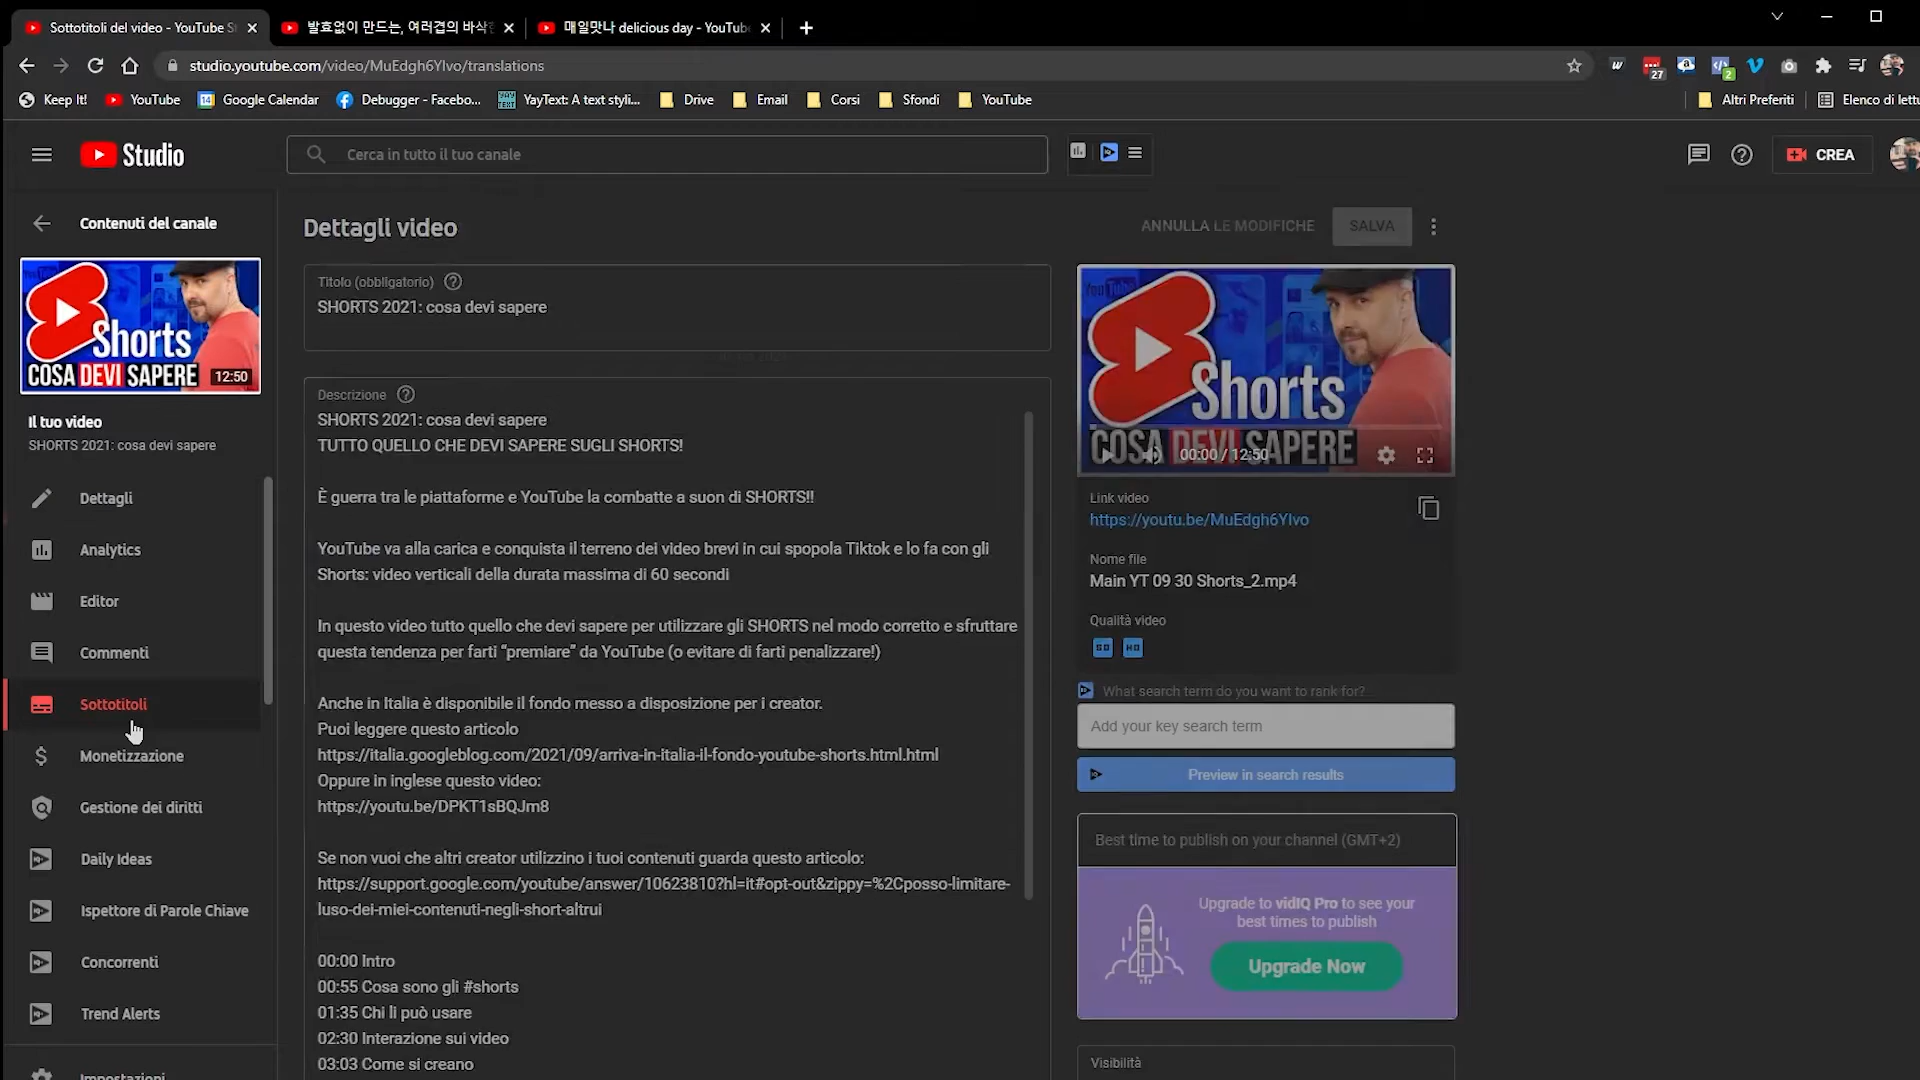 Sottotitoli del video - YouTube S
발효없이 만드는, 여러겹의 바삭한
매일맛나 delicious day - YouTube
studio.youtube.com/video/MuEdgh6YIvo/translations
27
2
Keep It!
YouTube
14
Google Calendar
Debugger - Facebo...
YAY TEXT
YayText: A text styli...
Drive
Email
Corsi
Sfondi
YouTube
Altri Preferiti
Elenco di lettu
Studio
Cerca in tutto il tuo canale
CREA
Contenuti del canale
Shorts
COSA DEVI SAPERE
12:50
Il tuo video
SHORTS 2021: cosa devi sapere
Dettagli
Analytics
Editor
Commenti
Sottotitoli
Monetizzazione
Gestione dei diritti
Daily Ideas
Ispettore di Parole Chiave
Concorrenti
Trend Alerts
Impostazioni
Dettagli video
ANNULLA LE MODIFICHE
SALVA
Titolo (obbligatorio)
SHORTS 2021: cosa devi sapere
Descrizione
SHORTS 2021: cosa devi sapere
TUTTO QUELLO CHE DEVI SAPERE SUGLI SHORTS!
È guerra tra le piattaforme e YouTube la combatte a suon di SHORTS!!
YouTube va alla carica e conquista il terreno dei video brevi in cui spopola Tiktok e lo fa con gli
Shorts: video verticali della durata massima di 60 secondi
In questo video tutto quello che devi sapere per utilizzare gli SHORTS nel modo corretto e sfruttare
questa tendenza per farti “premiare” da YouTube (o evitare di farti penalizzare!)
Anche in Italia è disponibile il fondo messo a disposizione per i creator.
Puoi leggere questo articolo
https://italia.googleblog.com/2021/09/arriva-in-italia-il-fondo-youtube-shorts.html.html
Oppure in inglese questo video:
https://youtu.be/DPKT1sBQJm8
Se non vuoi che altri creator utilizzino i tuoi contenuti guarda questo articolo:
https://support.google.com/youtube/answer/10623810?hl=it#opt-out&zippy=%2Cposso-limitare-
luso-dei-miei-contenuti-negli-short-altrui
00:00 Intro
00:55 Cosa sono gli #shorts
01:35 Chi li può usare
02:30 Interazione sui video
03:03 Come si creano
YouTube
Shorts
COSA DEVI SAPERE
00:00 / 12:50
Link video
https://youtu.be/MuEdgh6YIvo
Nome file
Main YT 09 30 Shorts_2.mp4
Qualità video
SD
HD
What search term do you want to rank for?
Add your key search term
Preview in search results
Best time to publish on your channel (GMT+2)
Upgrade to vidIQ Pro to see your
best times to publish
Upgrade Now
Visibilità